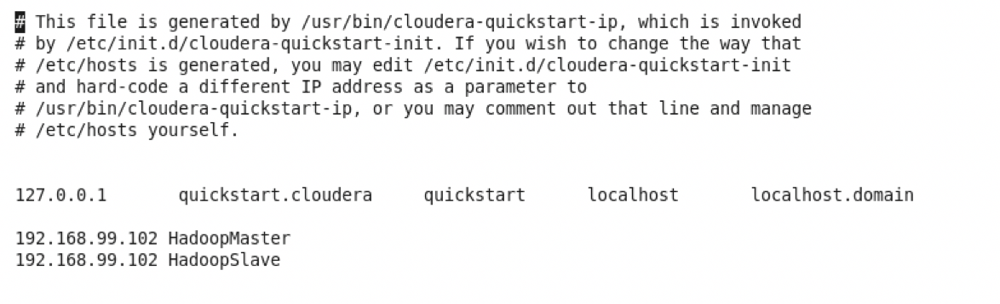 # This file is generated by /usr/bin/cloudera-quickstart-ip, which is invoked
# by /etc/init.d/cloudera-quickstart-init. If you wish to change the way that
# /etc/hosts is generated, you may edit /etc/init.d/cloudera-quickstart-init
# and hard-code a different IP address as a parameter to
# /usr/bin/cloudera-quickstart-ip, or you may comment out that line and manage
# /etc/hosts yourself.
127.0.0.1 quickstart.cloudera quickstart localhost localhost.domain
192.168.99.102 HadoopMaster
192.168.99.102 HadoopSlave